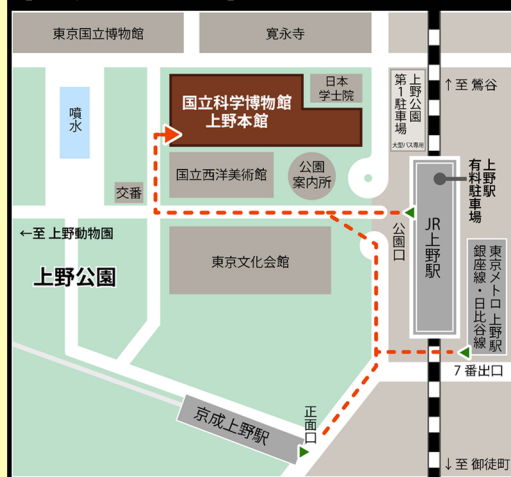 東京国立博物館
寛永寺
噴水
国立科学博物館
上野本館
日本
学士院
上野公園
第1駐車場
大型バス専用
↑至 鶯谷
国立西洋美術館
公園
案内所
交番
上野駅
有料駐車場
←至 上野動物園
上野公園
東京文化会館
公園口
JR上野駅
東京メトロ 上野駅
銀座線・日比谷線
7番出口
京成上野駅
正面口
↓至 御徒町